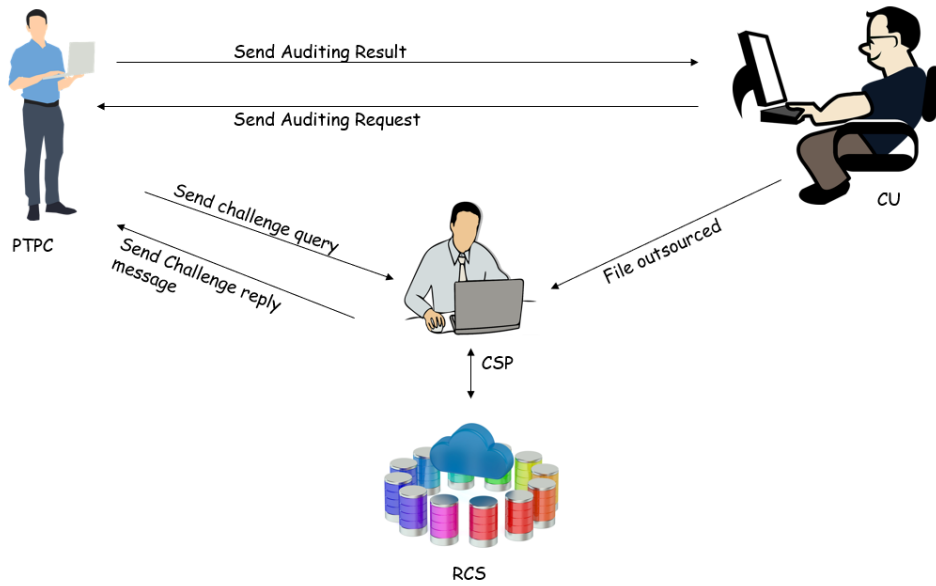 Send Auditing Result
Send Auditing Request
CU
Send challenge query
PTPC
Send Challenge reply
message
File outsourced
CSP
RCS